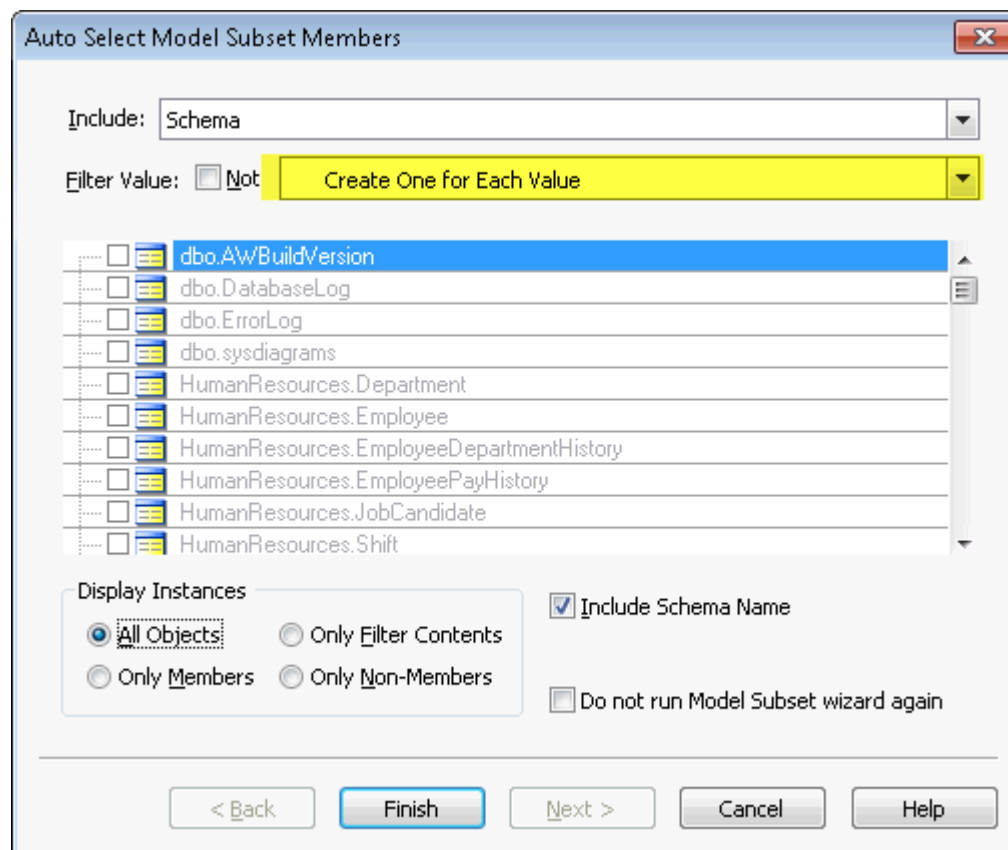 Auto Select Model Subset Members
Include: Schema
Filter Value: Not Create One for Each Value
dbo.AWBuildVersion
dbo.DatabaseLog
dbo.ErrorLog
dbo.sysdiagrams
HumanResources.Department
HumanResources.Employee
HumanResources.EmployeeDepartmentHistory
HumanResources.EmployeePayHistory
HumanResources.JobCandidate
HumanResources.Shift
Display Instances
All Objects Only Filter Contents
Only Members Only Non-Members
Include Schema Name
Do not run Model Subset wizard again
< Back Finish Next > Cancel Help